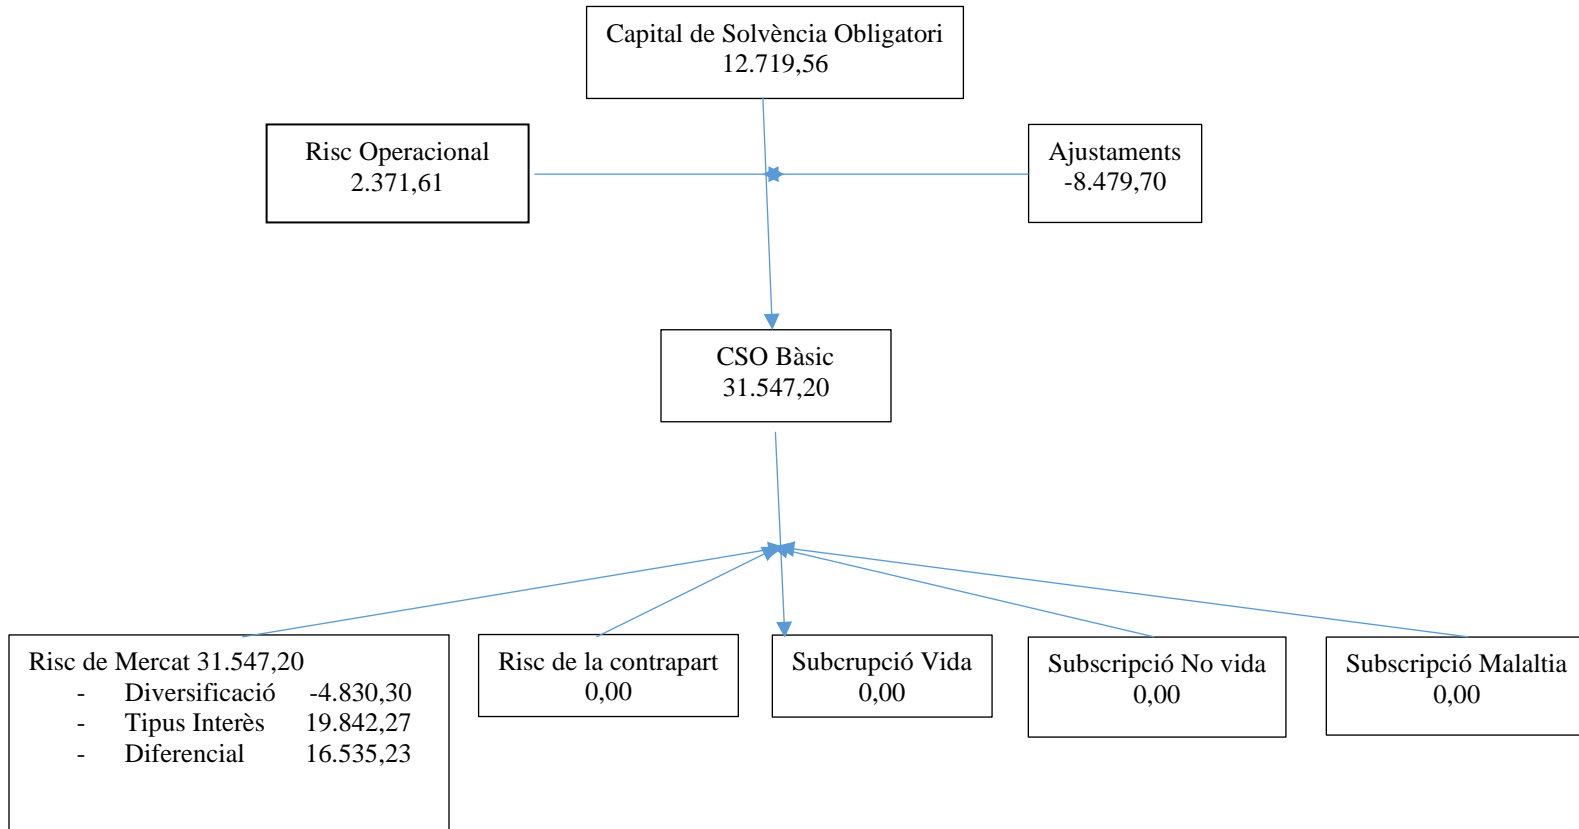 Capital de Solvència Obligatori
12.719,56
Risc Operacional
2.371,61
Ajustaments
-8.479,70
CSO Bàsic
31.547,20
Risc de Mercat 31.547,20
- Diversificació -4.830,30
- Tipus Interès 19.842,27
- Diferencial 16.535,23
Risc de la contrapart
0,00
Subcrupció Vida
0,00
Subscripció No vida
0,00
Subscripció Malaltia
0,00